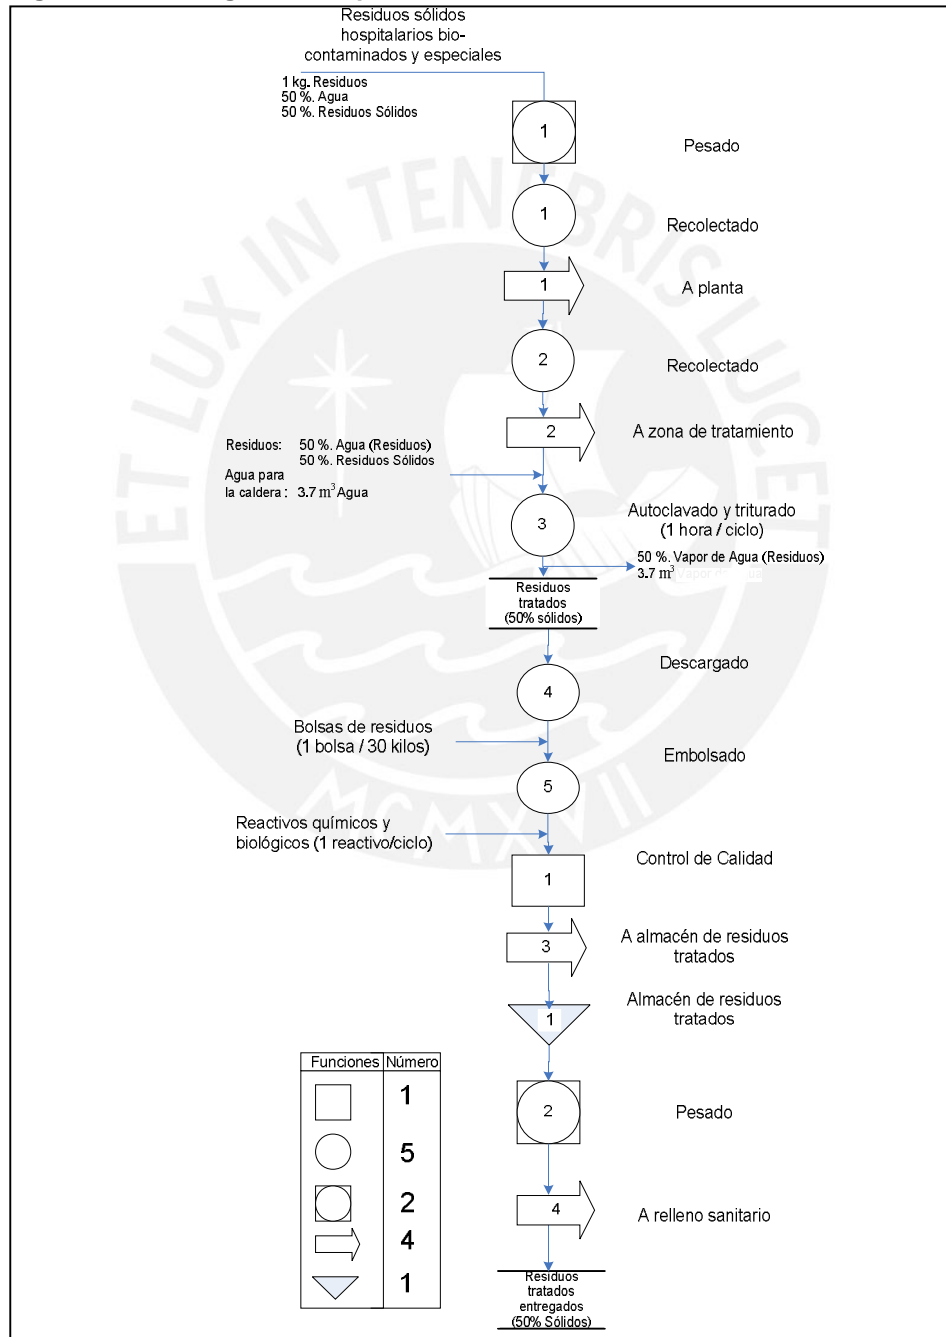 Residuos sólidos
hospitalarios bio-
contaminados y especiales
1 kg. Residuos
50 %. Agua
50 %. Residuos Sólidos
1
Pesado
1
Recolectado
1
A planta
2
Recolectado
2
A zona de tratamiento
Residuos: 50 %. Agua (Residuos)
50 %. Residuos Sólidos
Agua para
la caldera : 3.7 m³ Agua
3
Autoclavado y triturado
(1 hora / ciclo)
50 %. Vapor de Agua (Residuos)
3.7 m³
Residuos
tratados
(50% sólidos)
Descargado
4
Bolsas de residuos
(1 bolsa / 30 kilos)
Embolsado
5
Reactivos químicos y
biológicos (1 reactivo/ciclo)
Control de Calidad
1
A almacén de residuos
tratados
3
Almacén de residuos
tratados
1
2
Pesado
4
A relleno sanitario
Residuos
tratados
entregados
(50% Sólidos)
Funciones Número
1
5
2
4
1
ET LUX IN TENEBRIS LUCET
MCMXVII